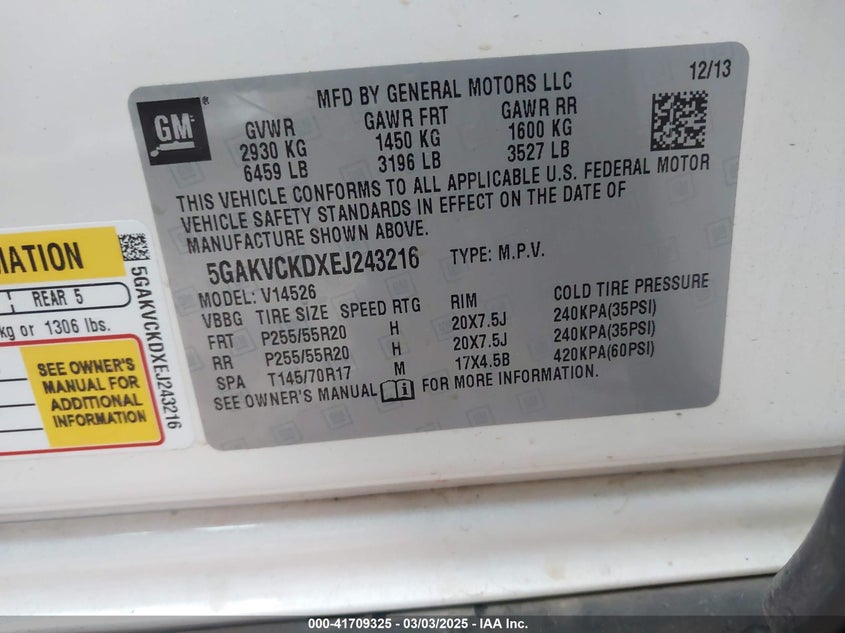 12/13
MFD BY GENERAL MOTORS LLC
GM
GVWR GAWR FRT GAWR RR
2930 KG 1450 KG 1600 KG
6459 LB 3196 LB 3527 LB
THIS VEHICLE CONFORMS TO ALL APPLICABLE U.S. FEDERAL MOTOR
VEHICLE SAFETY STANDARDS IN EFFECT ON THE DATE OF
MANUFACTURE SHOWN ABOVE.
5GAKVCKDXEJ243216 TYPE: M.P.V.
MODEL: V14526
VBBG TIRE SIZE SPEED RTG RIM COLD TIRE PRESSURE
FRT P255/55R20 H 20X7.5J 240KPA(35PSI)
RR P255/55R20 H 20X7.5J 240KPA(35PSI)
SPA T145/70R17 M 17X4.5B 420KPA(60PSI)
SEE OWNER'S MANUAL FOR MORE INFORMATION.
REAR 5
kg or 1306 lbs.
SEE OWNER'S
MANUAL FOR
ADDITIONAL
INFORMATION
5GAKVCKDXEJ243216
000-41709325 - 03/03/2025 - IAA Inc.